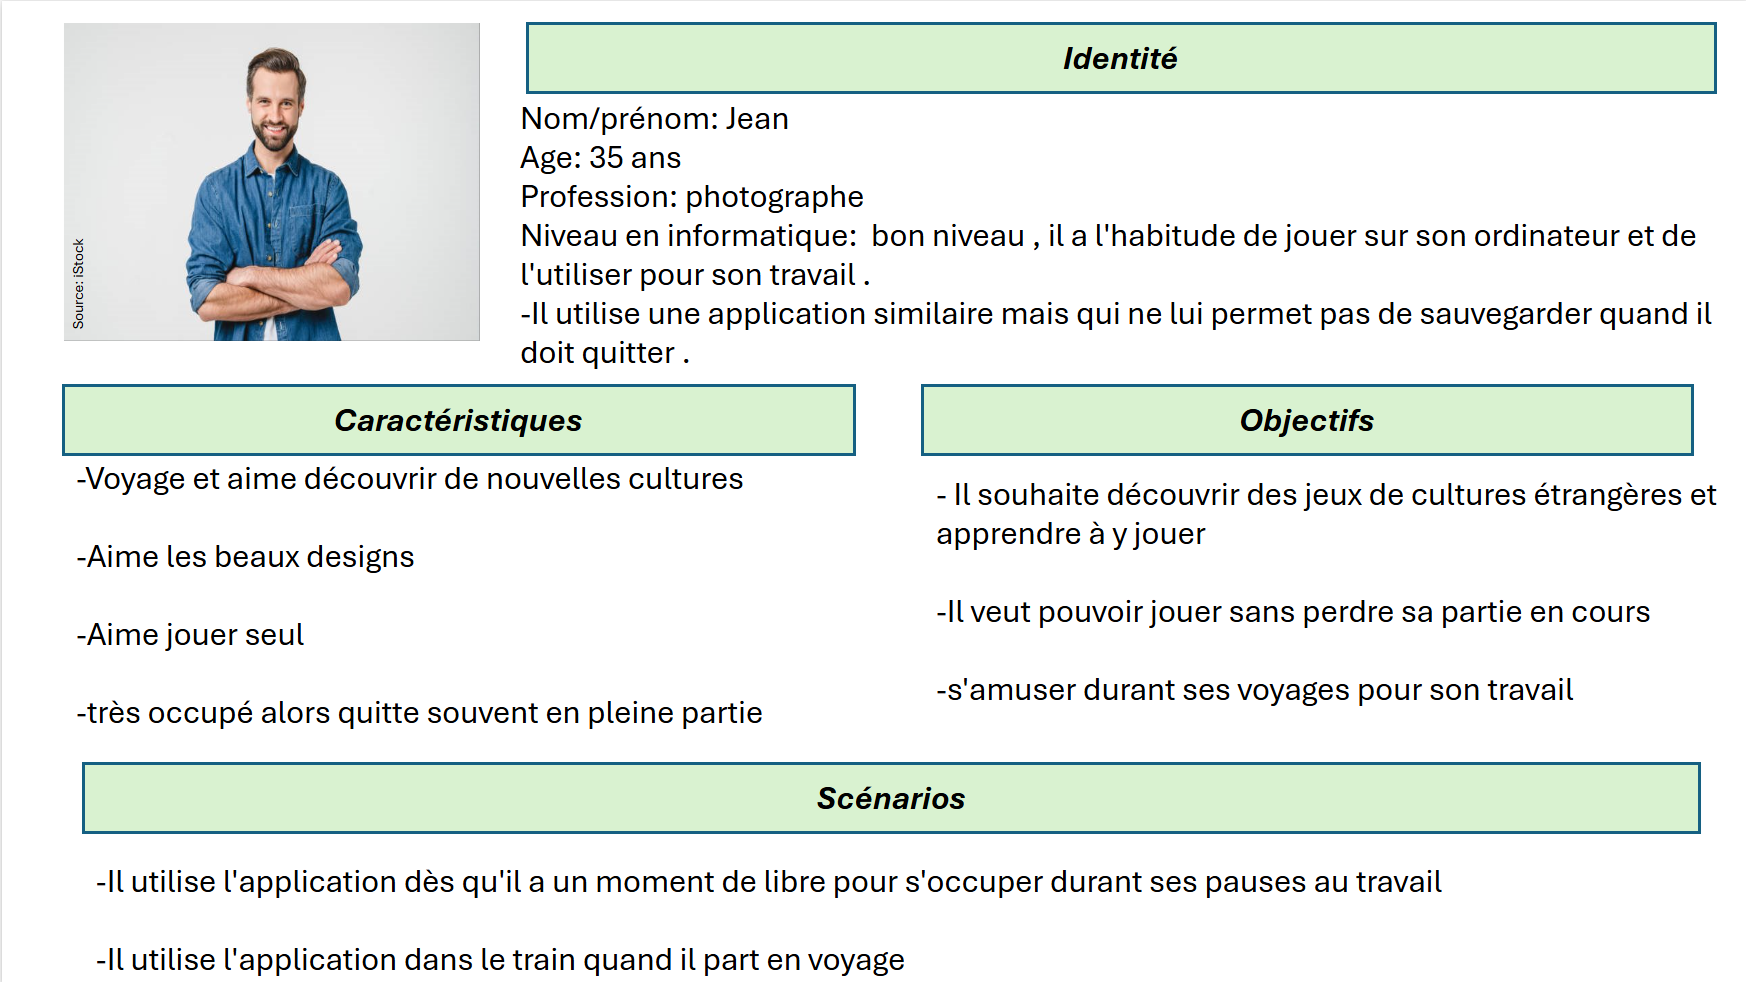 Source: iStock
Identité
Nom/prénom: Jean
Age: 35 ans
Profession: photographe
Niveau en informatique:  bon niveau , il a l'habitude de jouer sur son ordinateur et de
l'utiliser pour son travail .
-Il utilise une application similaire mais qui ne lui permet pas de sauvegarder quand il
doit quitter .
Caractéristiques
-Voyage et aime découvrir de nouvelles cultures
-Aime les beaux designs
-Aime jouer seul
-très occupé alors quitte souvent en pleine partie
Objectifs
- Il souhaite découvrir des jeux de cultures étrangères et
apprendre à y jouer
-Il veut pouvoir jouer sans perdre sa partie en cours
-s'amuser durant ses voyages pour son travail
Scénarios
-Il utilise l'application dès qu'il a un moment de libre pour s'occuper durant ses pauses au travail
-Il utilise l'application dans le train quand il part en voyage